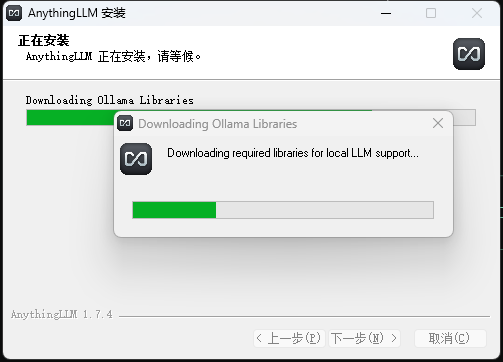 AnythingLLM 安装
正在安装
AnythingLLM 正在安装,请等候。
Downloading Ollama Libraries
Downloading Ollama Libraries
Downloading required libraries for local LLM support...
AnythingLLM 1.7.4
< 上一步(P) 下一步(N) > 取消(C)